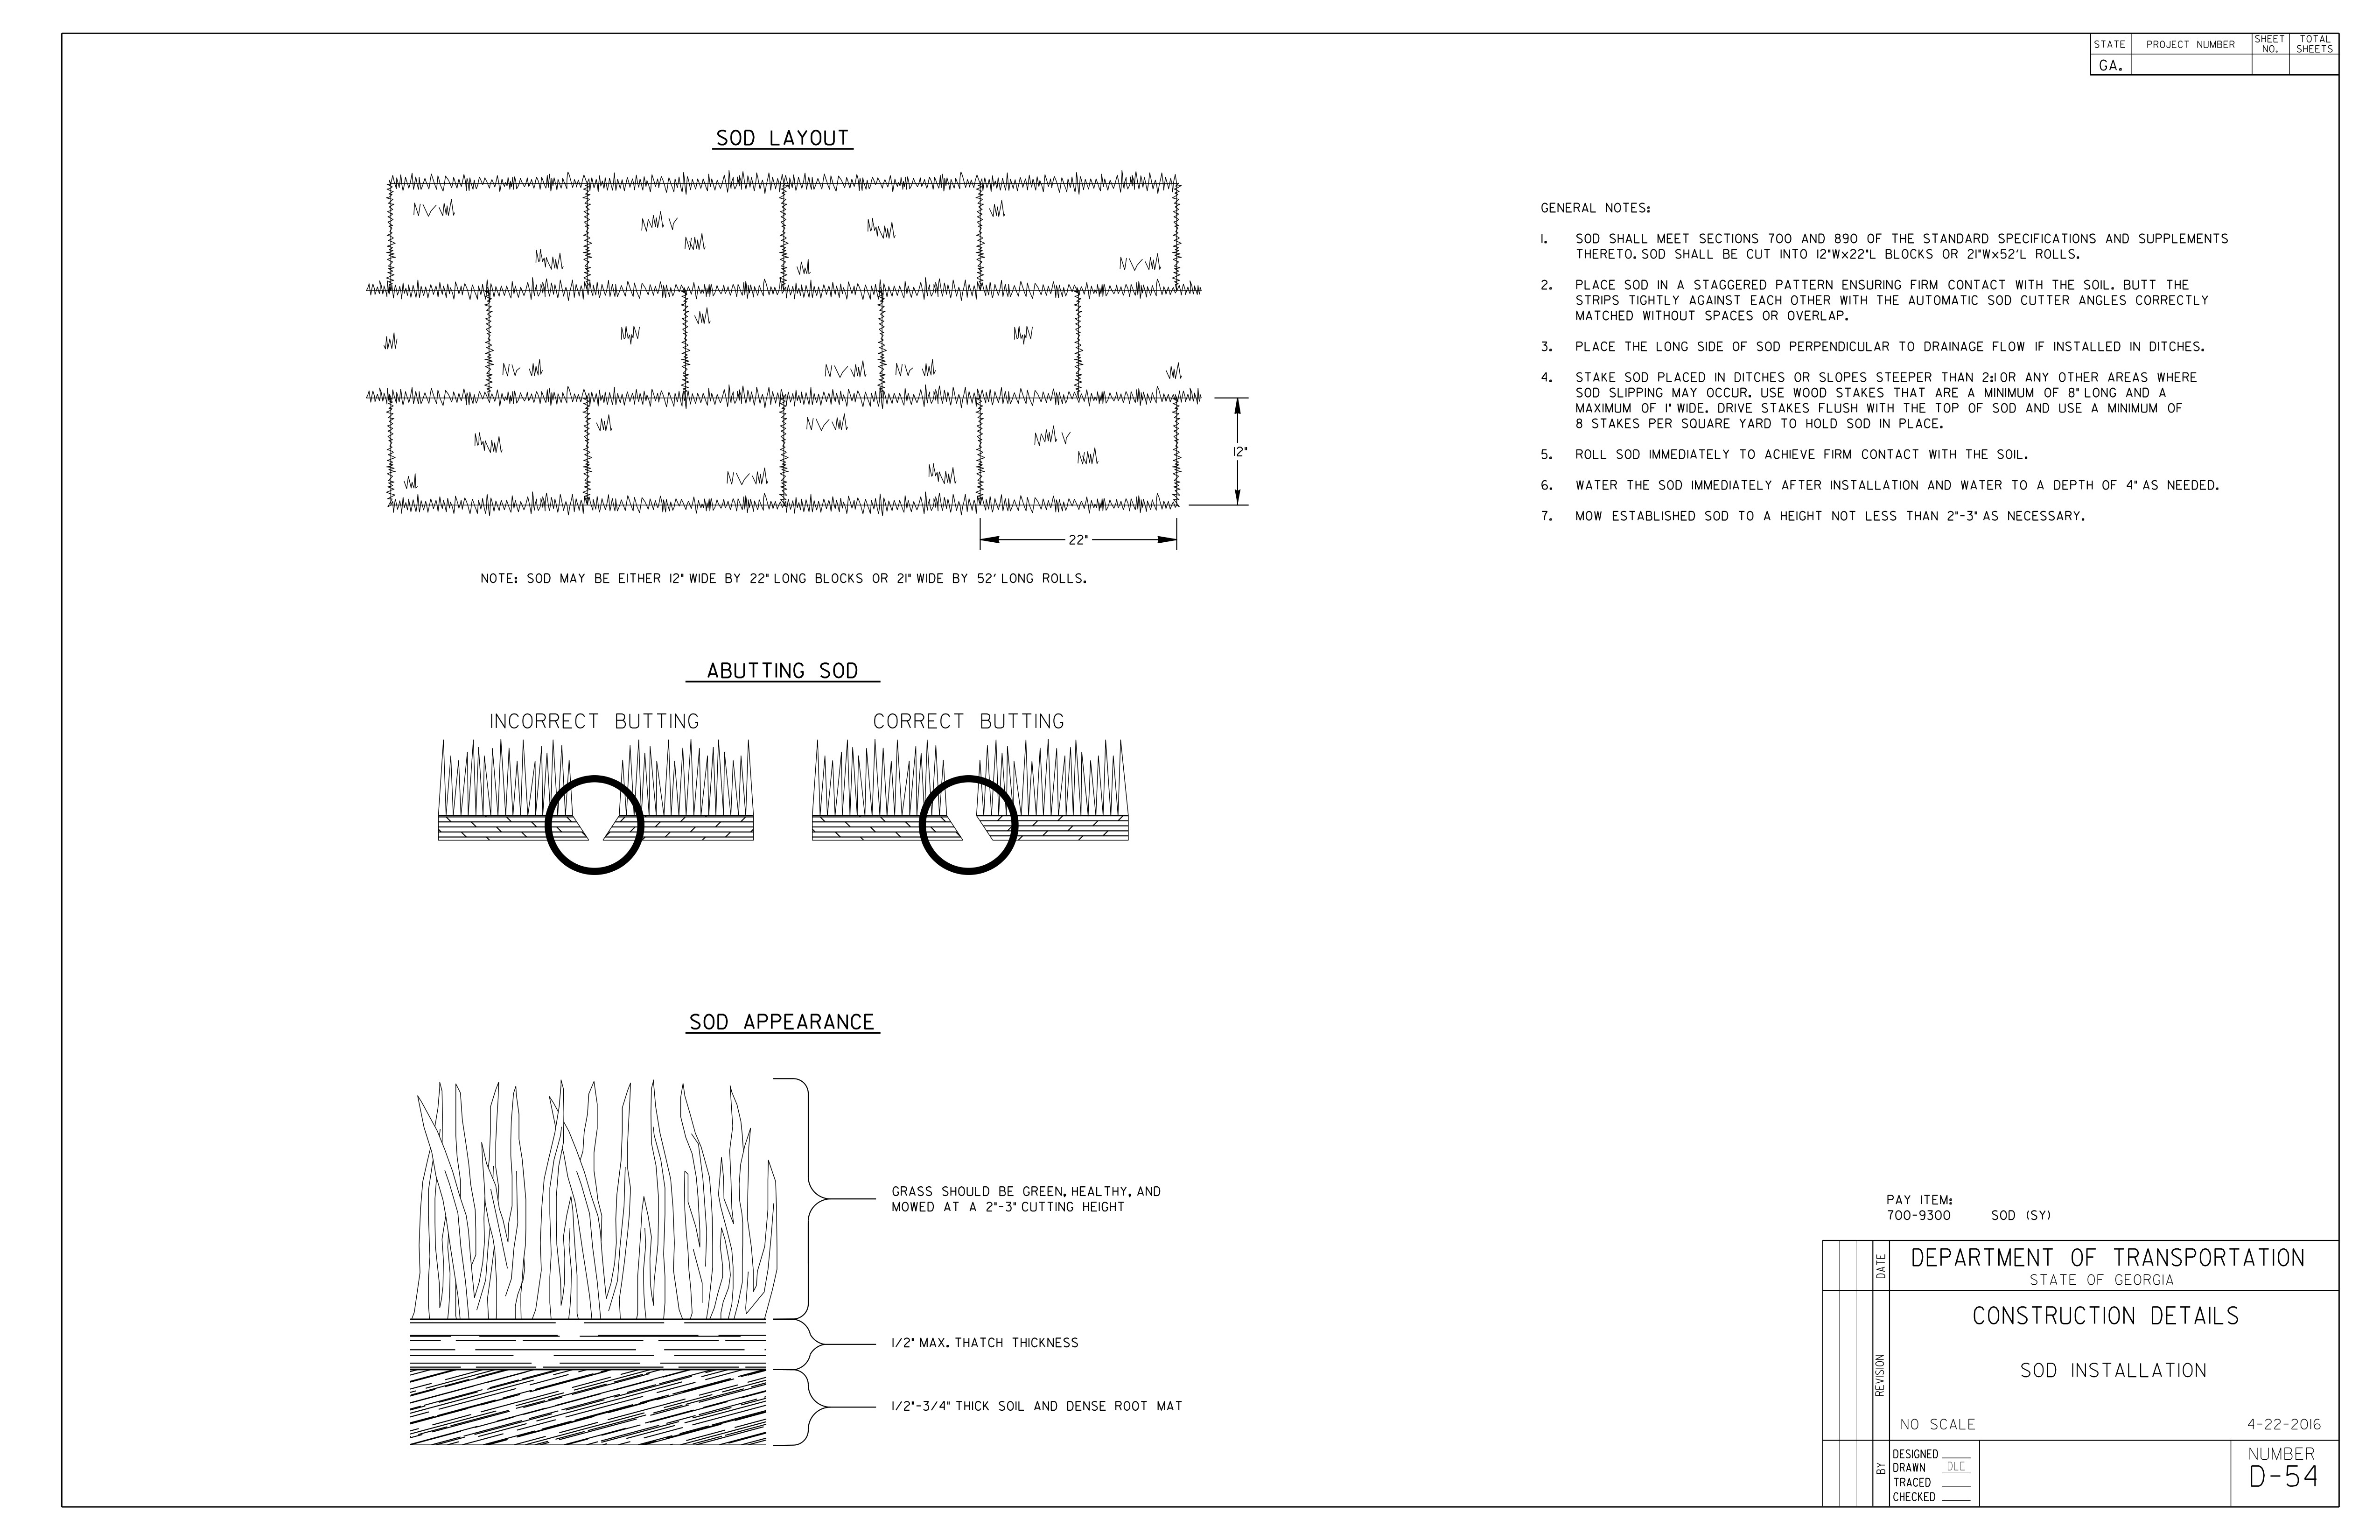 STATE PROJECT NUMBER SHEET NO. TOTAL SHEETS
GA.
SOD LAYOUT
12"
22"
NOTE: SOD MAY BE EITHER 12" WIDE BY 22" LONG BLOCKS OR 21" WIDE BY 52' LONG ROLLS.
GENERAL NOTES:
1. SOD SHALL MEET SECTIONS 700 AND 890 OF THE STANDARD SPECIFICATIONS AND SUPPLEMENTS
THERETO. SOD SHALL BE CUT INTO 12"Wx22"L BLOCKS OR 21"Wx52'L ROLLS.
2. PLACE SOD IN A STAGGERED PATTERN ENSURING FIRM CONTACT WITH THE SOIL. BUTT THE
STRIPS TIGHTLY AGAINST EACH OTHER WITH THE AUTOMATIC SOD CUTTER ANGLES CORRECTLY
MATCHED WITHOUT SPACES OR OVERLAP.
3. PLACE THE LONG SIDE OF SOD PERPENDICULAR TO DRAINAGE FLOW IF INSTALLED IN DITCHES.
4. STAKE SOD PLACED IN DITCHES OR SLOPES STEEPER THAN 2:1 OR ANY OTHER AREAS WHERE
SOD SLIPPING MAY OCCUR. USE WOOD STAKES THAT ARE A MINIMUM OF 8" LONG AND A
MAXIMUM OF 1" WIDE. DRIVE STAKES FLUSH WITH THE TOP OF SOD AND USE A MINIMUM OF
8 STAKES PER SQUARE YARD TO HOLD SOD IN PLACE.
5. ROLL SOD IMMEDIATELY TO ACHIEVE FIRM CONTACT WITH THE SOIL.
6. WATER THE SOD IMMEDIATELY AFTER INSTALLATION AND WATER TO A DEPTH OF 4" AS NEEDED.
7. MOW ESTABLISHED SOD TO A HEIGHT NOT LESS THAN 2"-3" AS NECESSARY.
ABUTTING SOD
INCORRECT BUTTING
CORRECT BUTTING
SOD APPEARANCE
GRASS SHOULD BE GREEN, HEALTHY, AND
MOWED AT A 2"-3" CUTTING HEIGHT
1/2" MAX. THATCH THICKNESS
1/2"-3/4" THICK SOIL AND DENSE ROOT MAT
PAY ITEM:
700-9300 SOD (SY)
DATE
REVISION
BY
DEPARTMENT OF TRANSPORTATION
STATE OF GEORGIA
CONSTRUCTION DETAILS
SOD INSTALLATION
NO SCALE 4-22-2016
DESIGNED
DRAWN DLE
TRACED
CHECKED
NUMBER
D-54